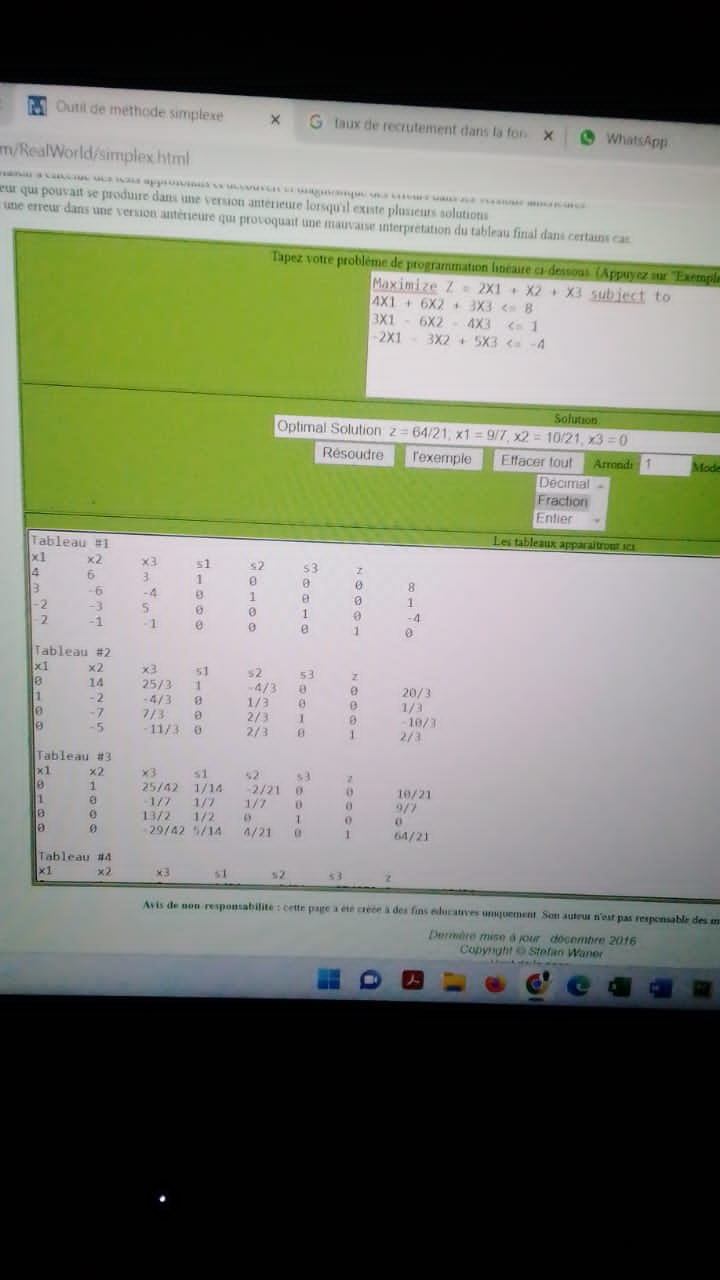 Outil de méthode simplexe × G taux de recrutement dans la fon × WhatsApp
m/RealWorld/simplex.html
eur qui pouvait se produire dans une version antérieure lorsqu'il existe plusieurs solutions
une erreur dans une version antérieure qui provoquait une mauvaise interprétation du tableau final dans certains cas
Tapez votre problème de programmation linéaire ci-dessous. (Appuyez sur "Exemple
Maximize Z = 2X1 + X2 + X3 subject to
4X1 + 6X2 + 3X3 <= 8
3X1 - 6X2 - 4X3 <= 1
-2X1 - 3X2 + 5X3 <= -4
Solution
Optimal Solution: z = 64/21; x1 = 9/7, x2 = 10/21, x3 = 0
Résoudre l'exemple Effacer tout Arrondi: 1 Mode
Décimal
Fraction
Entier
Les tableaux apparaîtront ici
Tableau #1
x1 x2 x3 s1 s2 s3 z
4 6 3 1 0 0 0 8
3 -6 -4 0 1 0 0 1
-2 -3 5 0 0 1 0 -4
-2 -1 -1 0 0 0 1 0
Tableau #2
x1 x2 x3 s1 s2 s3 z
0 14 25/3 1 -4/3 0 0 20/3
1 -2 -4/3 0 1/3 0 0 1/3
0 -7 7/3 0 2/3 1 0 -10/3
0 -5 -11/3 0 2/3 0 1 2/3
Tableau #3
x1 x2 x3 s1 s2 s3 z
0 1 25/42 1/14 -2/21 0 0 10/21
1 0 -1/7 1/7 1/7 0 0 9/7
0 0 13/2 1/2 0 1 0 0
0 0 -29/42 5/14 4/21 0 1 64/21
Tableau #4
x1 x2 x3 s1 s2 s3 z
Avis de non-responsabilité : cette page a été créée à des fins éducatives uniquement. Son auteur n'est pas responsable des
Dernière mise à jour décembre 2016
Copyright © Stefan Waner